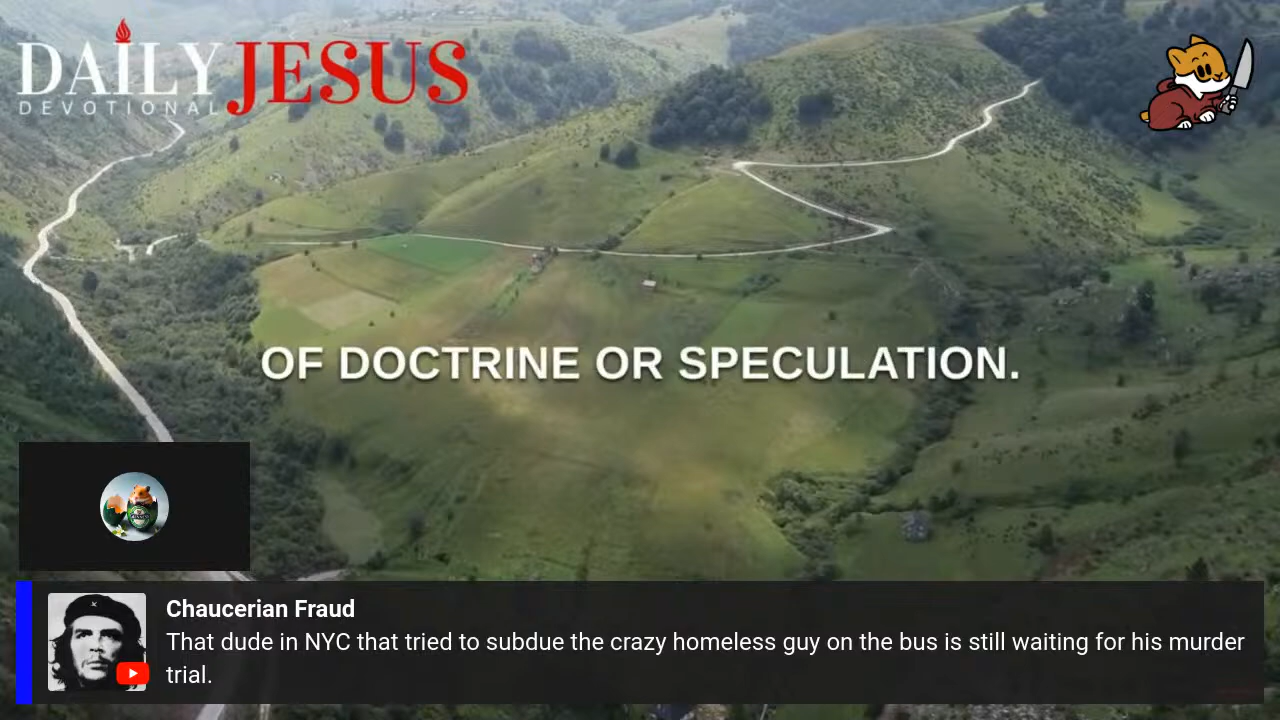 DAILY JESUS
DEVOTIONAL
OF DOCTRINE OR SPECULATION.
Chaucerian Fraud
That dude in NYC that tried to subdue the crazy homeless guy on the bus is still waiting for his murder
trial.